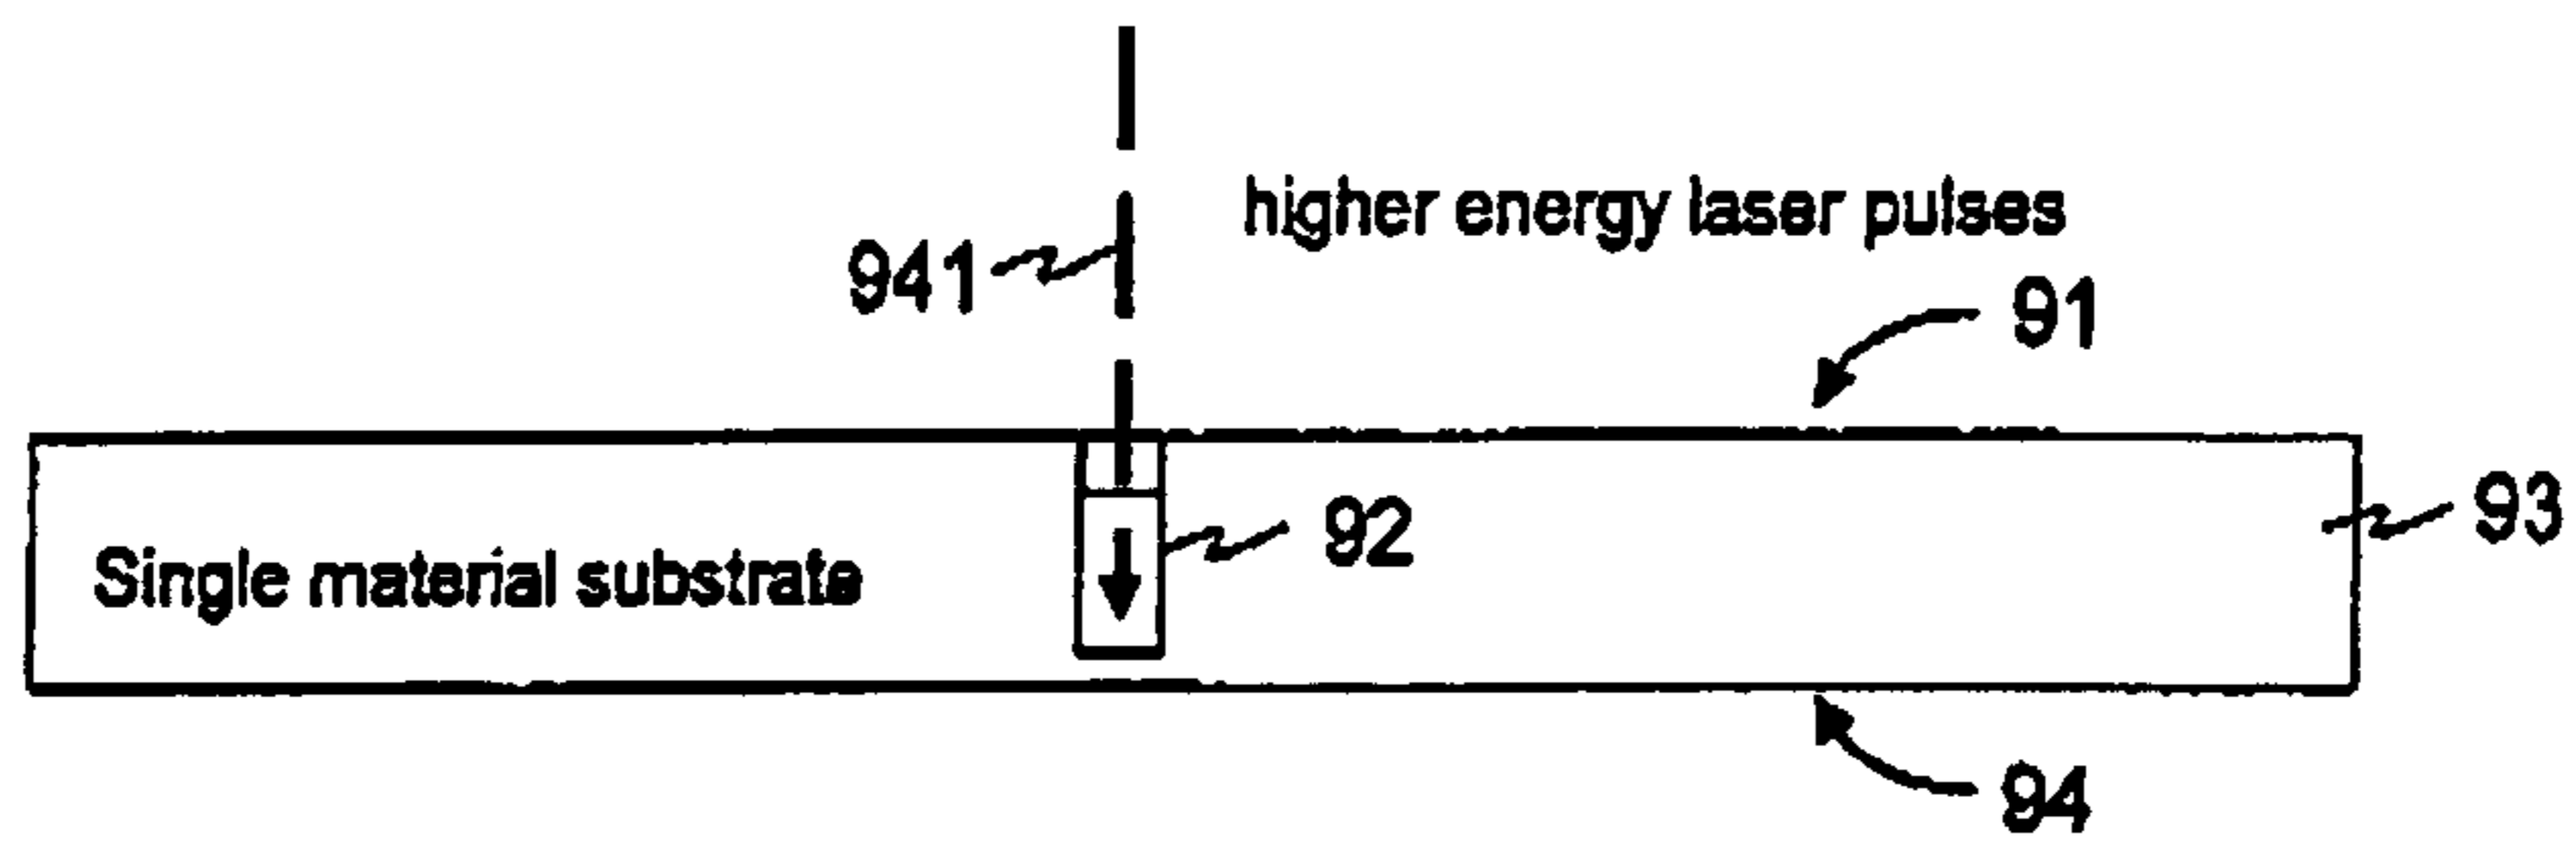 higher energy laser pulses
941
91
93
92
Single material substrate
94